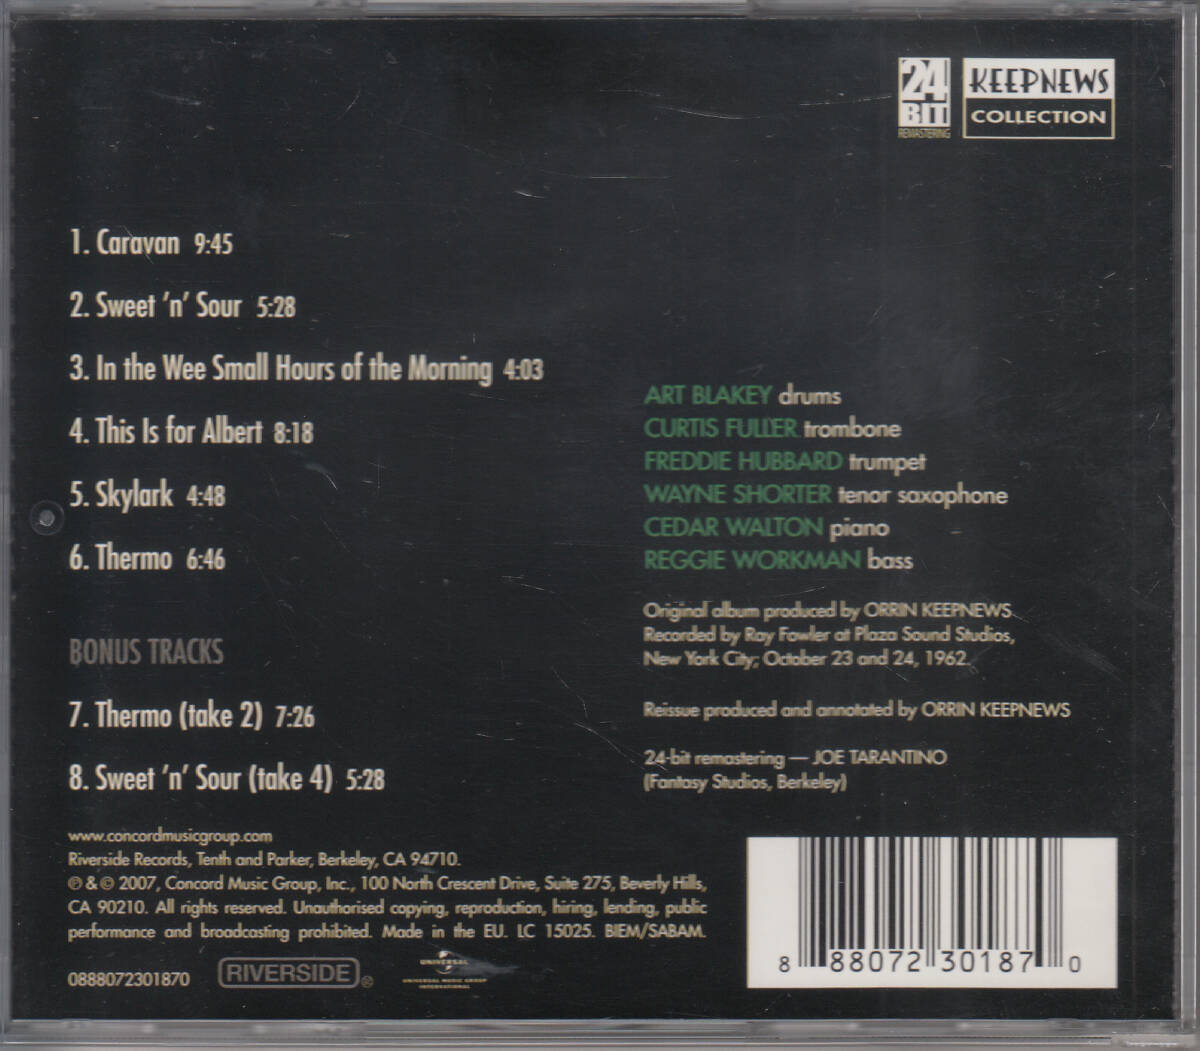 24
BIT
REMASTERING
KEEPNEWS
COLLECTION
1. Caravan 9:45
2. Sweet 'n' Sour 5:28
3. In the Wee Small Hours of the Morning 4:03
4. This Is for Albert 8:18
5. Skylark 4:48
6. Thermo 6:46
BONUS TRACKS
7. Thermo (take 2) 7:26
8. Sweet 'n' Sour (take 4) 5:28
ART BLAKEY drums
CURTIS FULLER trombone
FREDDIE HUBBARD trumpet
WAYNE SHORTER tenor saxophone
CEDAR WALTON piano
REGGIE WORKMAN bass
Original album produced by ORRIN KEEPNEWS.
Recorded by Ray Fowler at Plaza Sound Studios,
New York City; October 23 and 24, 1962.
Reissue produced and annotated by ORRIN KEEPNEWS
24-bit remastering — JOE TARANTINO
(Fantasy Studios, Berkeley)
www.concordmusicgroup.com
Riverside Records, Tenth and Parker, Berkeley, CA 94710.
℗ & © 2007, Concord Music Group, Inc., 100 North Crescent Drive, Suite 275, Beverly Hills,
CA 90210. All rights reserved. Unauthorised copying, reproduction, hiring, lending, public
performance and broadcasting prohibited. Made in the EU. LC 15025. BIEM/SABAM.
0888072301870
RIVERSIDE®
UNIVERSAL
UNIVERSAL MUSIC GROUP
INTERNATIONAL
8 88072 30187 0